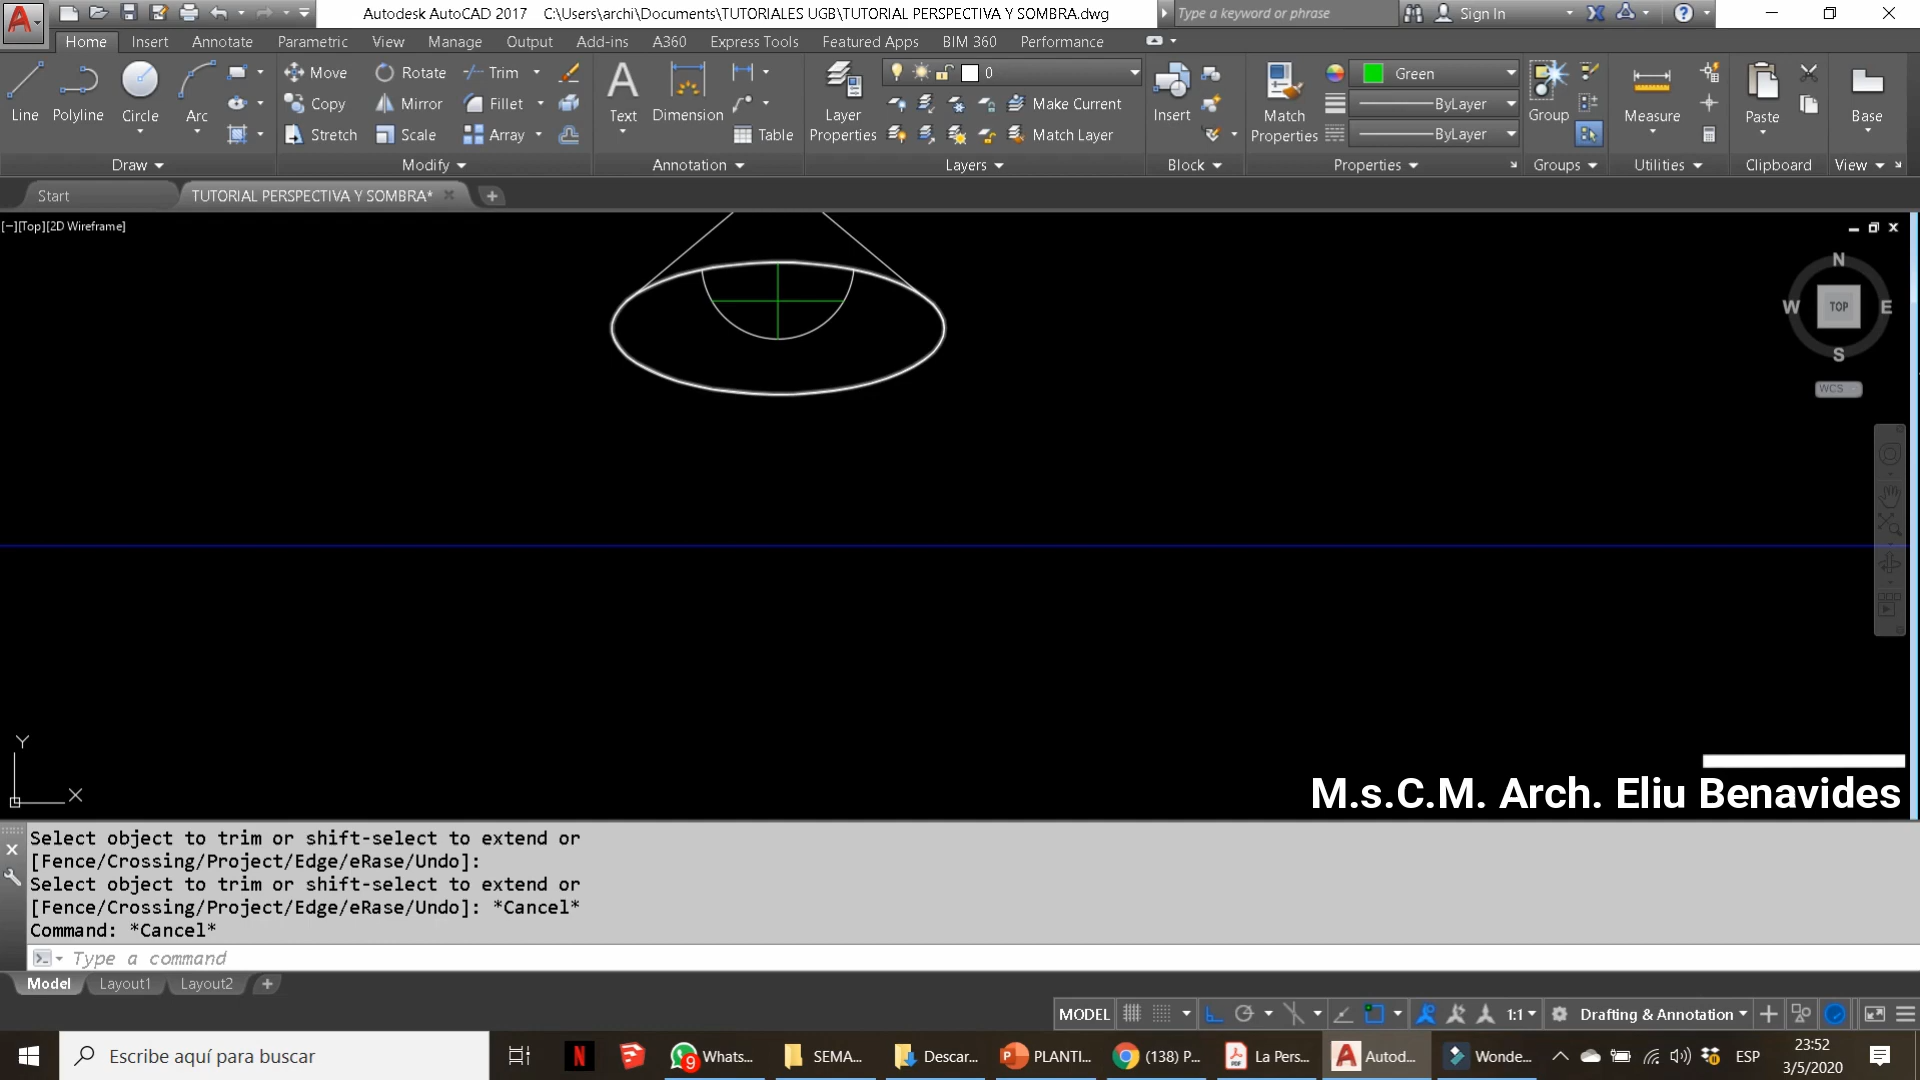 Autodesk AutoCAD 2017 C:\Users\archi\Documents\TUTORIALES UGB\TUTORIAL PERSPECTIVA Y SOMBRA.dwg
Type a keyword or phrase
Sign In
Home Insert Annotate Parametric View Manage Output Add-ins A360 Express Tools Featured Apps BIM 360 Performance
Line Polyline Circle Arc
Move Rotate Trim
Copy Mirror Fillet
Stretch Scale Array
Text Dimension Table
Layer Properties
0
Make Current
Match Layer
Insert
Match Properties
Green
ByLayer
ByLayer
Group Measure Paste Base
Draw Modify Annotation Layers Block Properties Groups Utilities Clipboard View
Start TUTORIAL PERSPECTIVA Y SOMBRA*
[−][Top][2D Wireframe]
N
W TOP E
S
WCS
Y
X
M.s.C.M. Arch. Eliu Benavides
Select object to trim or shift-select to extend or
[Fence/Crossing/Project/Edge/eRase/Undo]:
Select object to trim or shift-select to extend or
[Fence/Crossing/Project/Edge/eRase/Undo]: *Cancel*
Command: *Cancel*
Type a command
Model Layout1 Layout2
MODEL 1:1 Drafting & Annotation
Escribe aquí para buscar
N
9
Whats... SEMA... Descar... PLANTI... (138) P... La Pers... Autod... Wonde...
ESP
23:52
3/5/2020